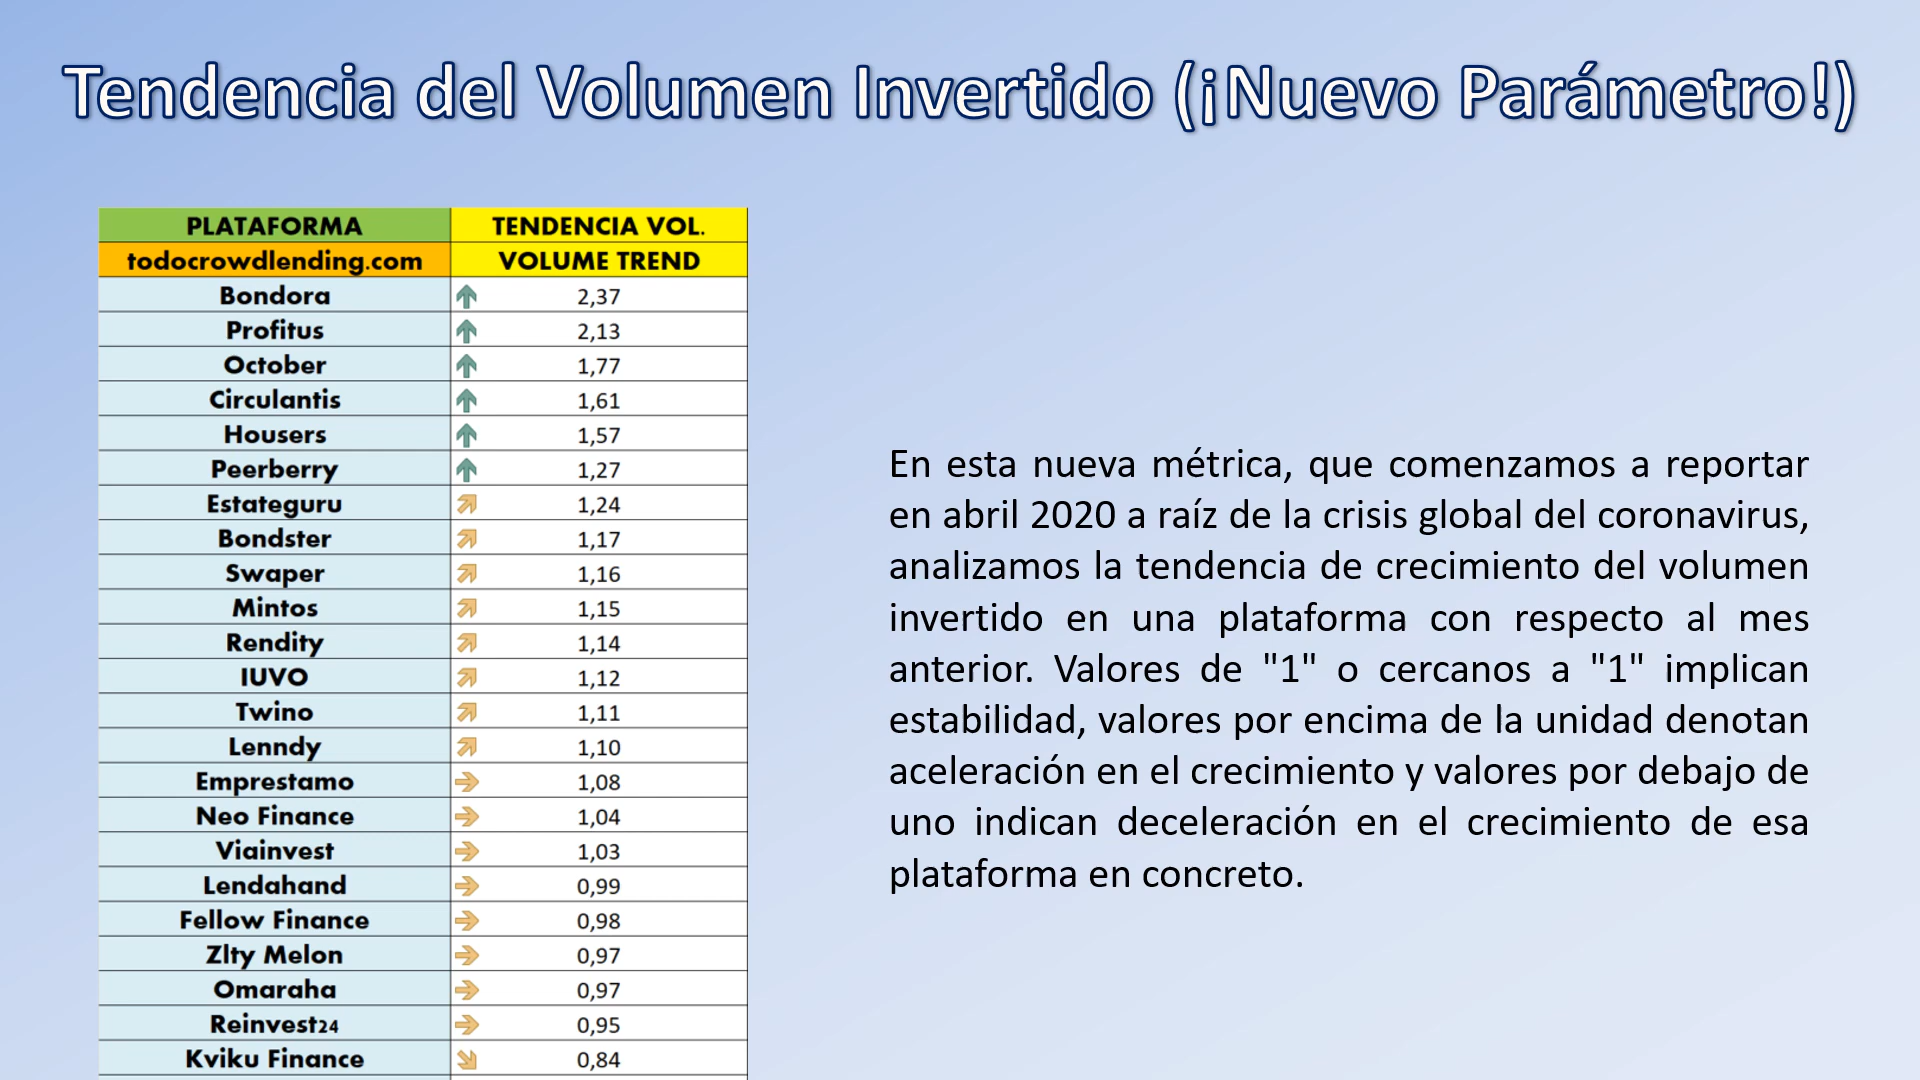 Tendencia del Volumen Invertido (¡Nuevo Parámetro!)
PLATAFORMA TENDENCIA VOL.
todocrowdlending.com VOLUME TREND
Bondora 2,37
Profitus 2,13
October 1,77
Circulantis 1,61
Housers 1,57
Peerberry 1,27
Estateguru 1,24
Bondster 1,17
Swaper 1,16
Mintos 1,15
Rendity 1,14
IUVO 1,12
Twino 1,11
Lenndy 1,10
Emprestamo 1,08
Neo Finance 1,04
Viainvest 1,03
Lendahand 0,99
Fellow Finance 0,98
Zlty Melon 0,97
Omaraha 0,97
Reinvest24 0,95
Kviku Finance 0,84
En esta nueva métrica, que comenzamos a reportar
en abril 2020 a raíz de la crisis global del coronavirus,
analizamos la tendencia de crecimiento del volumen
invertido en una plataforma con respecto al mes
anterior. Valores de "1" o cercanos a "1" implican
estabilidad, valores por encima de la unidad denotan
aceleración en el crecimiento y valores por debajo de
uno indican deceleración en el crecimiento de esa
plataforma en concreto.